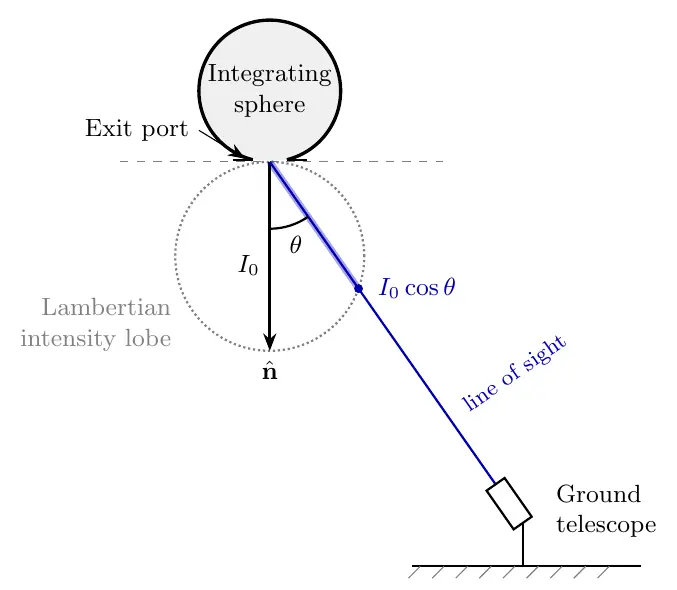 Integrating
sphere
Exit port
θ
I₀
I₀ cos θ
Lambertian
intensity lobe
n̂
line of sight
Ground
telescope